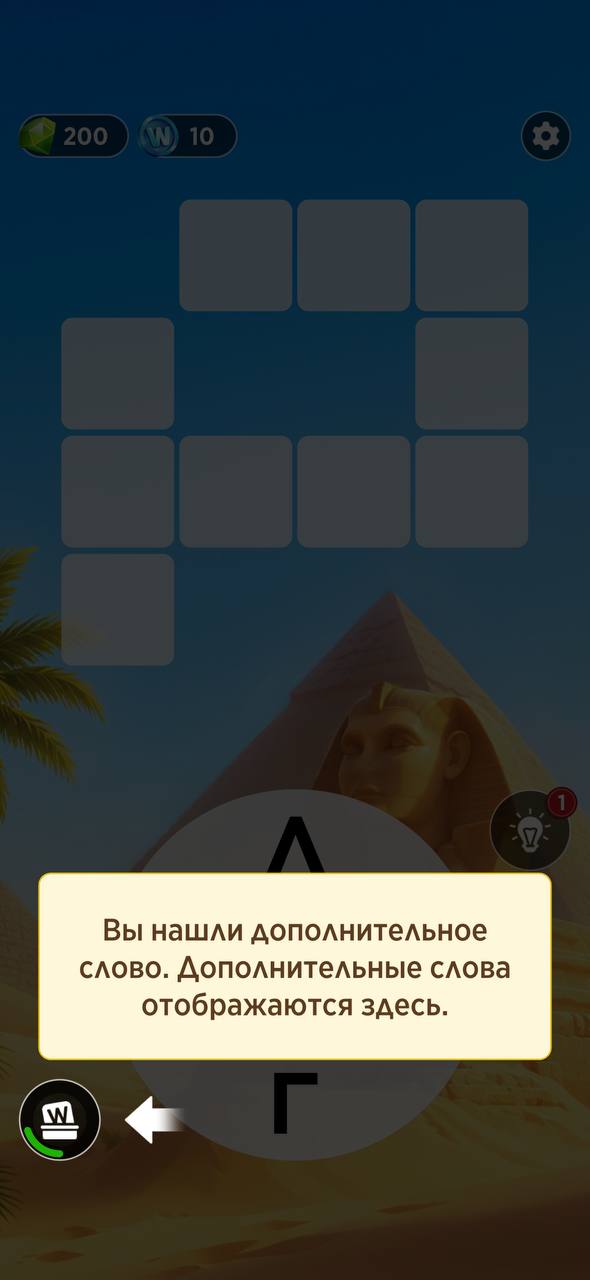 200
W 10
1
Л
Вы нашли дополнительное
слово. Дополнительные слова
отображаются здесь.
Г
W